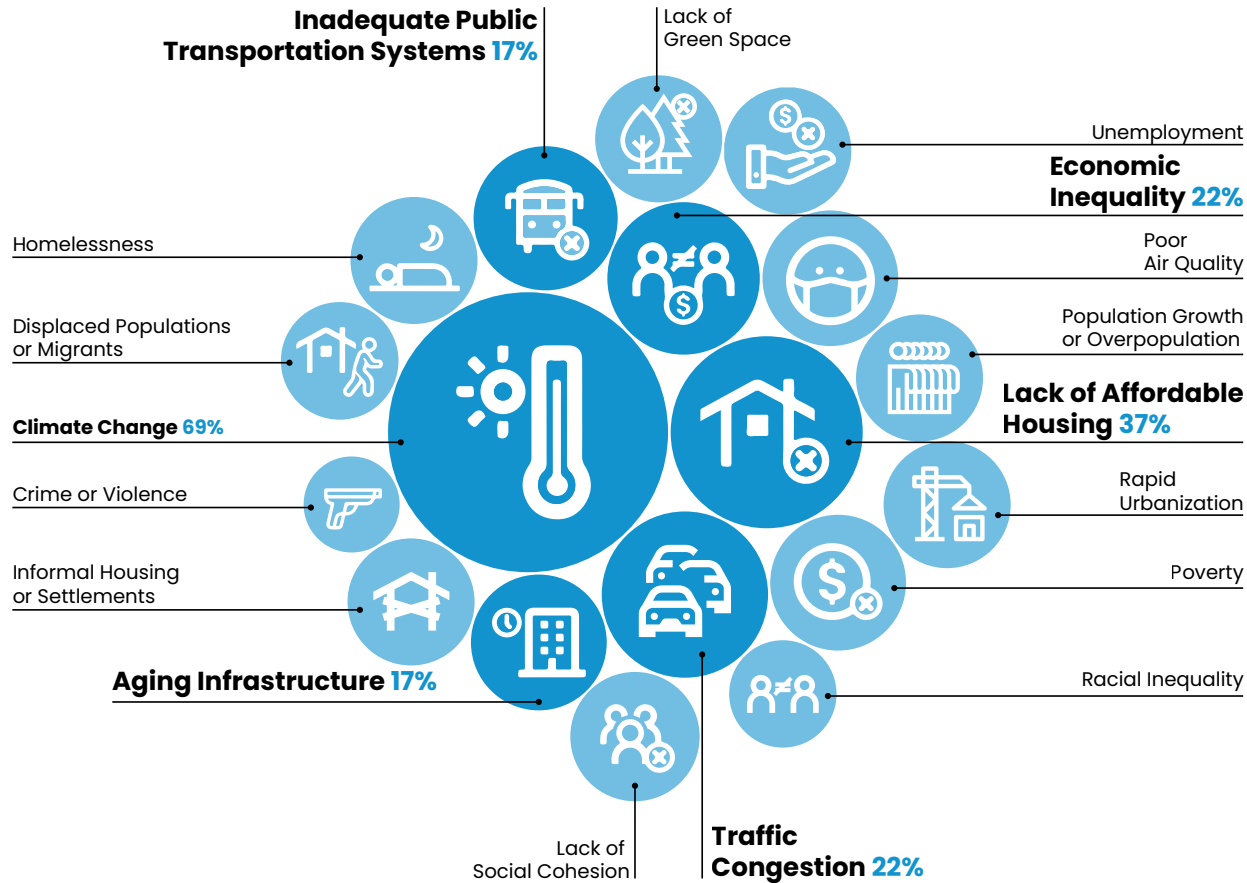 Inadequate Public
Transportation Systems 17%
Lack of
Green Space
Unemployment
Economic
Inequality 22%
Poor
Air Quality
Population Growth
or Overpopulation
Lack of Affordable
Housing 37%
Rapid
Urbanization
Poverty
Racial Inequality
Traffic
Congestion 22%
Lack of
Social Cohesion
Aging Infrastructure 17%
Informal Housing
or Settlements
Crime or Violence
Climate Change 69%
Displaced Populations
or Migrants
Homelessness
$
$
$